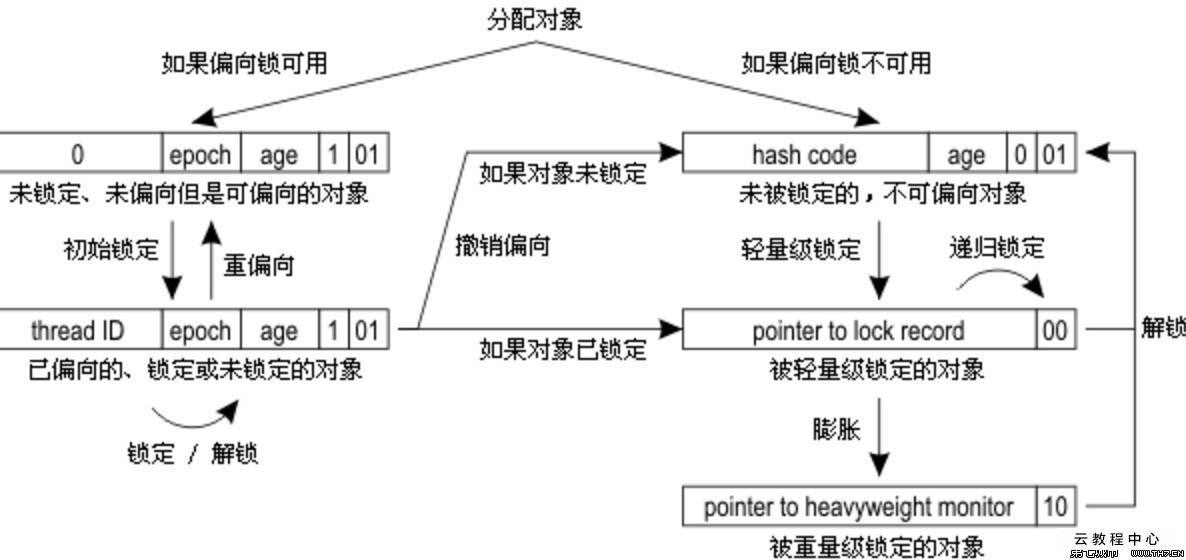 分配对象
如果偏向锁可用
如果偏向锁不可用
0 epoch age 1 01
hash code age 0 01
未锁定、未偏向但是可偏向的对象
如果对象未锁定
未被锁定的，不可偏向对象
初始锁定
重偏向
撤销偏向
轻量级锁定
递归锁定
thread ID epoch age 1 01
pointer to lock record 00
解锁
已偏向的、锁定或未锁定的对象
如果对象已锁定
被轻量级锁定的对象
锁定 / 解锁
膨胀
pointer to heavyweight monitor 10
被重量级锁定的对象
云教程中心
WWW.TH7.CN